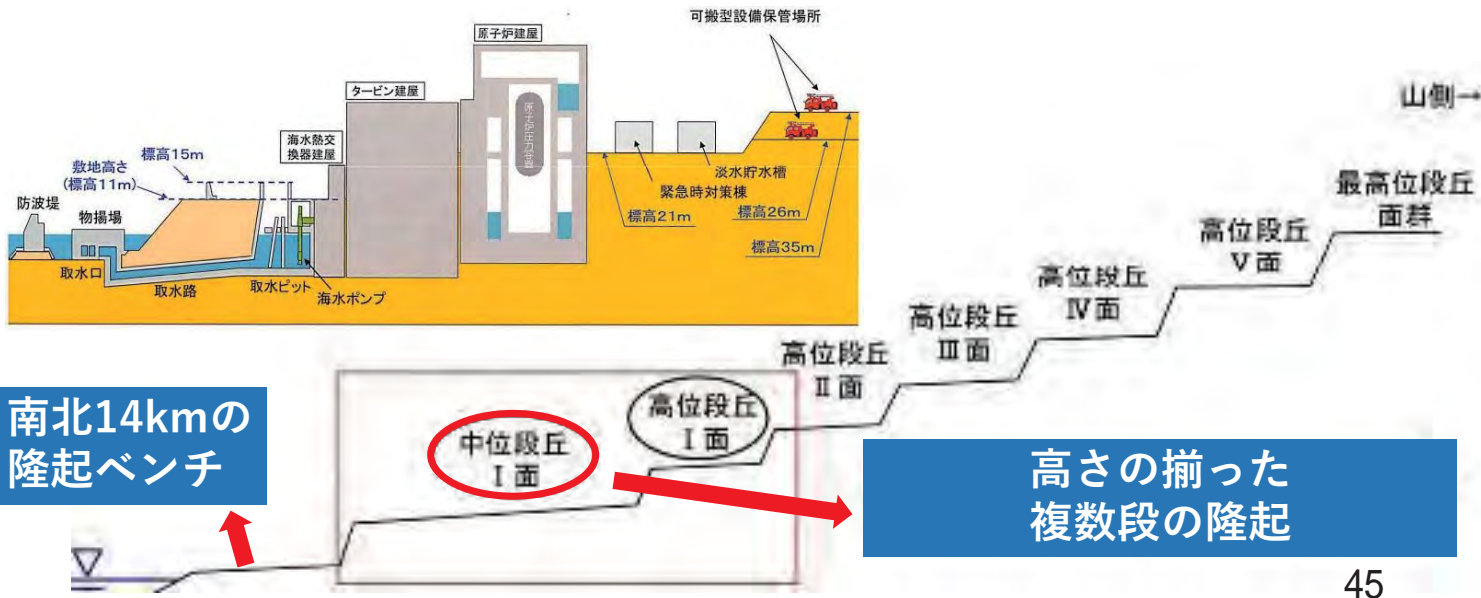 可搬型設備保管場所
原子炉建屋
タービン建屋
原子炉圧力容器
海水熱交
換器建屋
標高15m
敷地高さ
(標高11m)
防波堤
物揚場
取水口
取水路
取水ピット
海水ポンプ
淡水貯水槽
緊急時対策棟
標高21m
標高26m
標高35m
山側→
最高位段丘
面群
高位段丘
Ⅴ面
高位段丘
Ⅳ面
高位段丘
Ⅲ面
高位段丘
Ⅱ面
高位段丘
Ⅰ面
中位段丘
Ⅰ面
南北14kmの
隆起ベンチ
高さの揃った
複数段の隆起
45